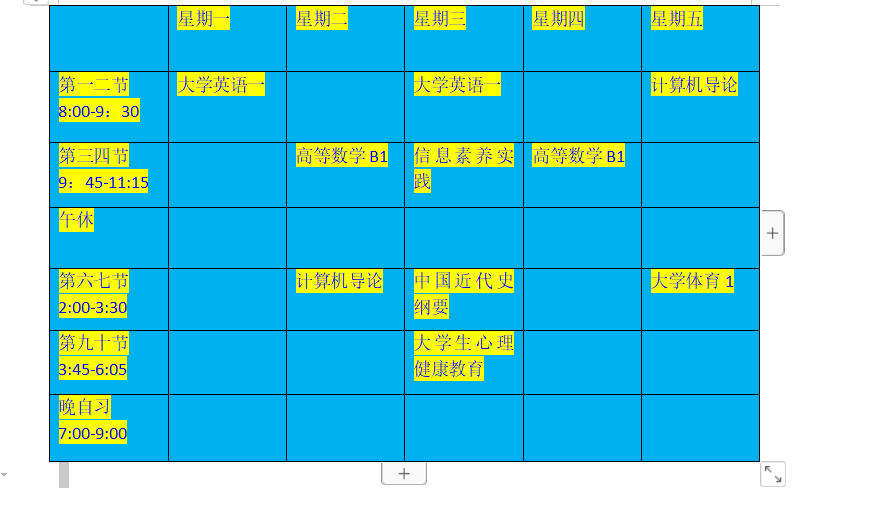 星期一 星期二 星期三 星期四 星期五
第一二节 大学英语一 大学英语一 计算机导论
8:00-9：30
第三四节 高等数学 B1 信息素养实 高等数学 B1
9：45-11:15 践
午休
第六七节 计算机导论 中国近代史 大学体育 1
2:00-3:30 纲要
第九十节 大学生心理
3:45-6:05 健康教育
晚自习
7:00-9:00